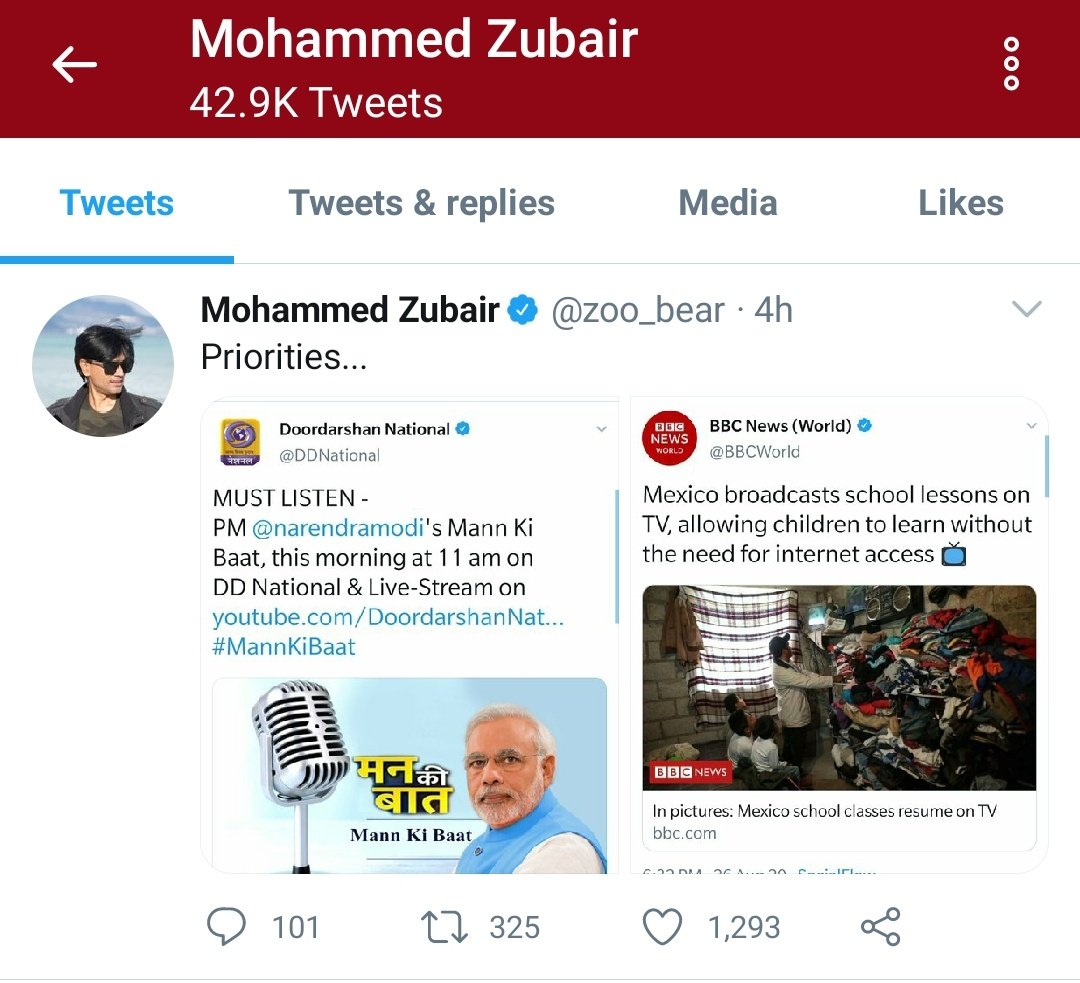 Mohammed Zubair
42.9K Tweets
Tweets
Tweets & replies
Media
Likes
Mohammed Zubair @zoo_bear · 4h
Priorities...
Doordarshan National
@DDNational
MUST LISTEN -
PM @narendramodi's Mann Ki
Baat, this morning at 11 am on
DD National & Live-Stream on
youtube.com/DoordarshanNat...
#MannKiBaat
मन की
बात
Mann Ki Baat
BBC
NEWS
WORLD
BBC News (World)
@BBCWorld
Mexico broadcasts school lessons on
TV, allowing children to learn without
the need for internet access
BBC NEWS
In pictures: Mexico school classes resume on TV
bbc.com
101
325
1,293